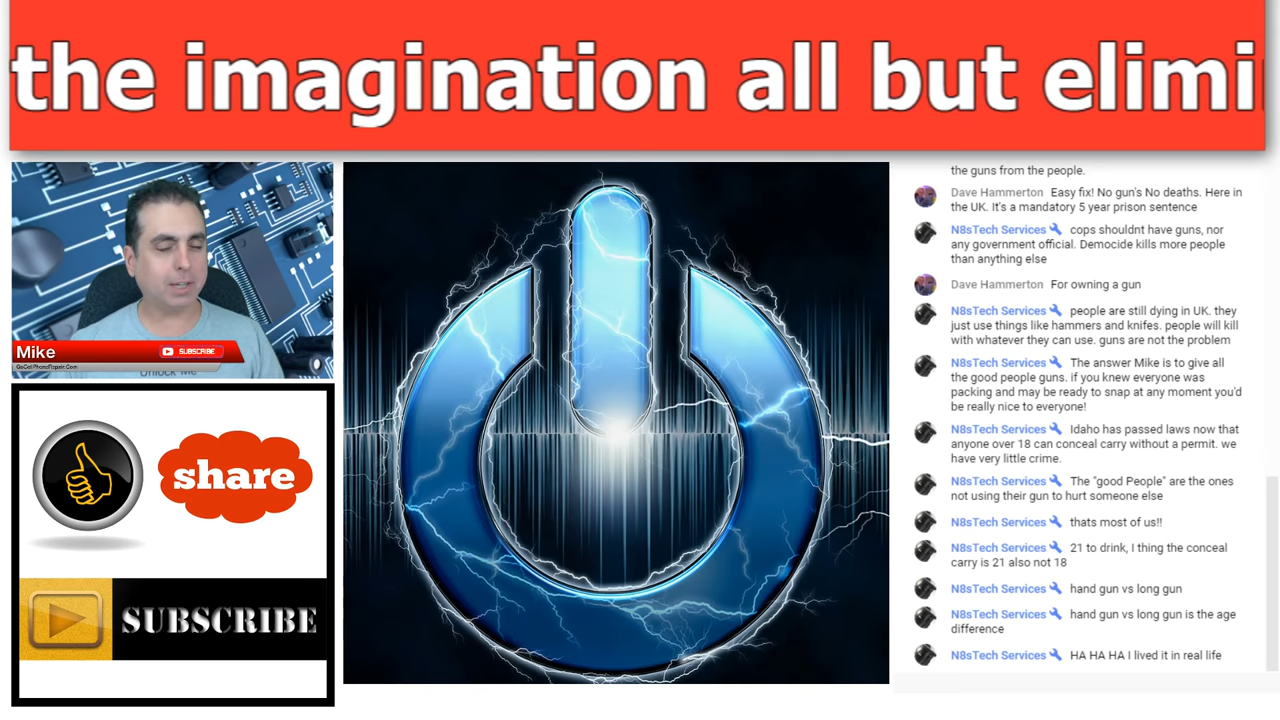 the imagination all but elimi
Mike
SUBSCRIBE
GoCellPhoneRepair.Com
Unlock Me
share
SUBSCRIBE
the guns from the people.
Dave Hammerton Easy fix! No gun's No deaths. Here in
the UK. It's a mandatory 5 year prison sentence
N8sTech Services cops shouldnt have guns, nor
any government official. Democide kills more people
than anything else
Dave Hammerton For owning a gun
N8sTech Services people are still dying in UK. they
just use things like hammers and knifes. people will kill
with whatever they can use. guns are not the problem
N8sTech Services The answer Mike is to give all
the good people guns. if you knew everyone was
packing and may be ready to snap at any moment you'd
be really nice to everyone!
N8sTech Services Idaho has passed laws now that
anyone over 18 can conceal carry without a permit. we
have very little crime.
N8sTech Services The "good People" are the ones
not using their gun to hurt someone else
N8sTech Services thats most of us!!
N8sTech Services 21 to drink, I thing the conceal
carry is 21 also not 18
N8sTech Services hand gun vs long gun
N8sTech Services hand gun vs long gun is the age
difference
N8sTech Services HA HA HA I lived it in real life